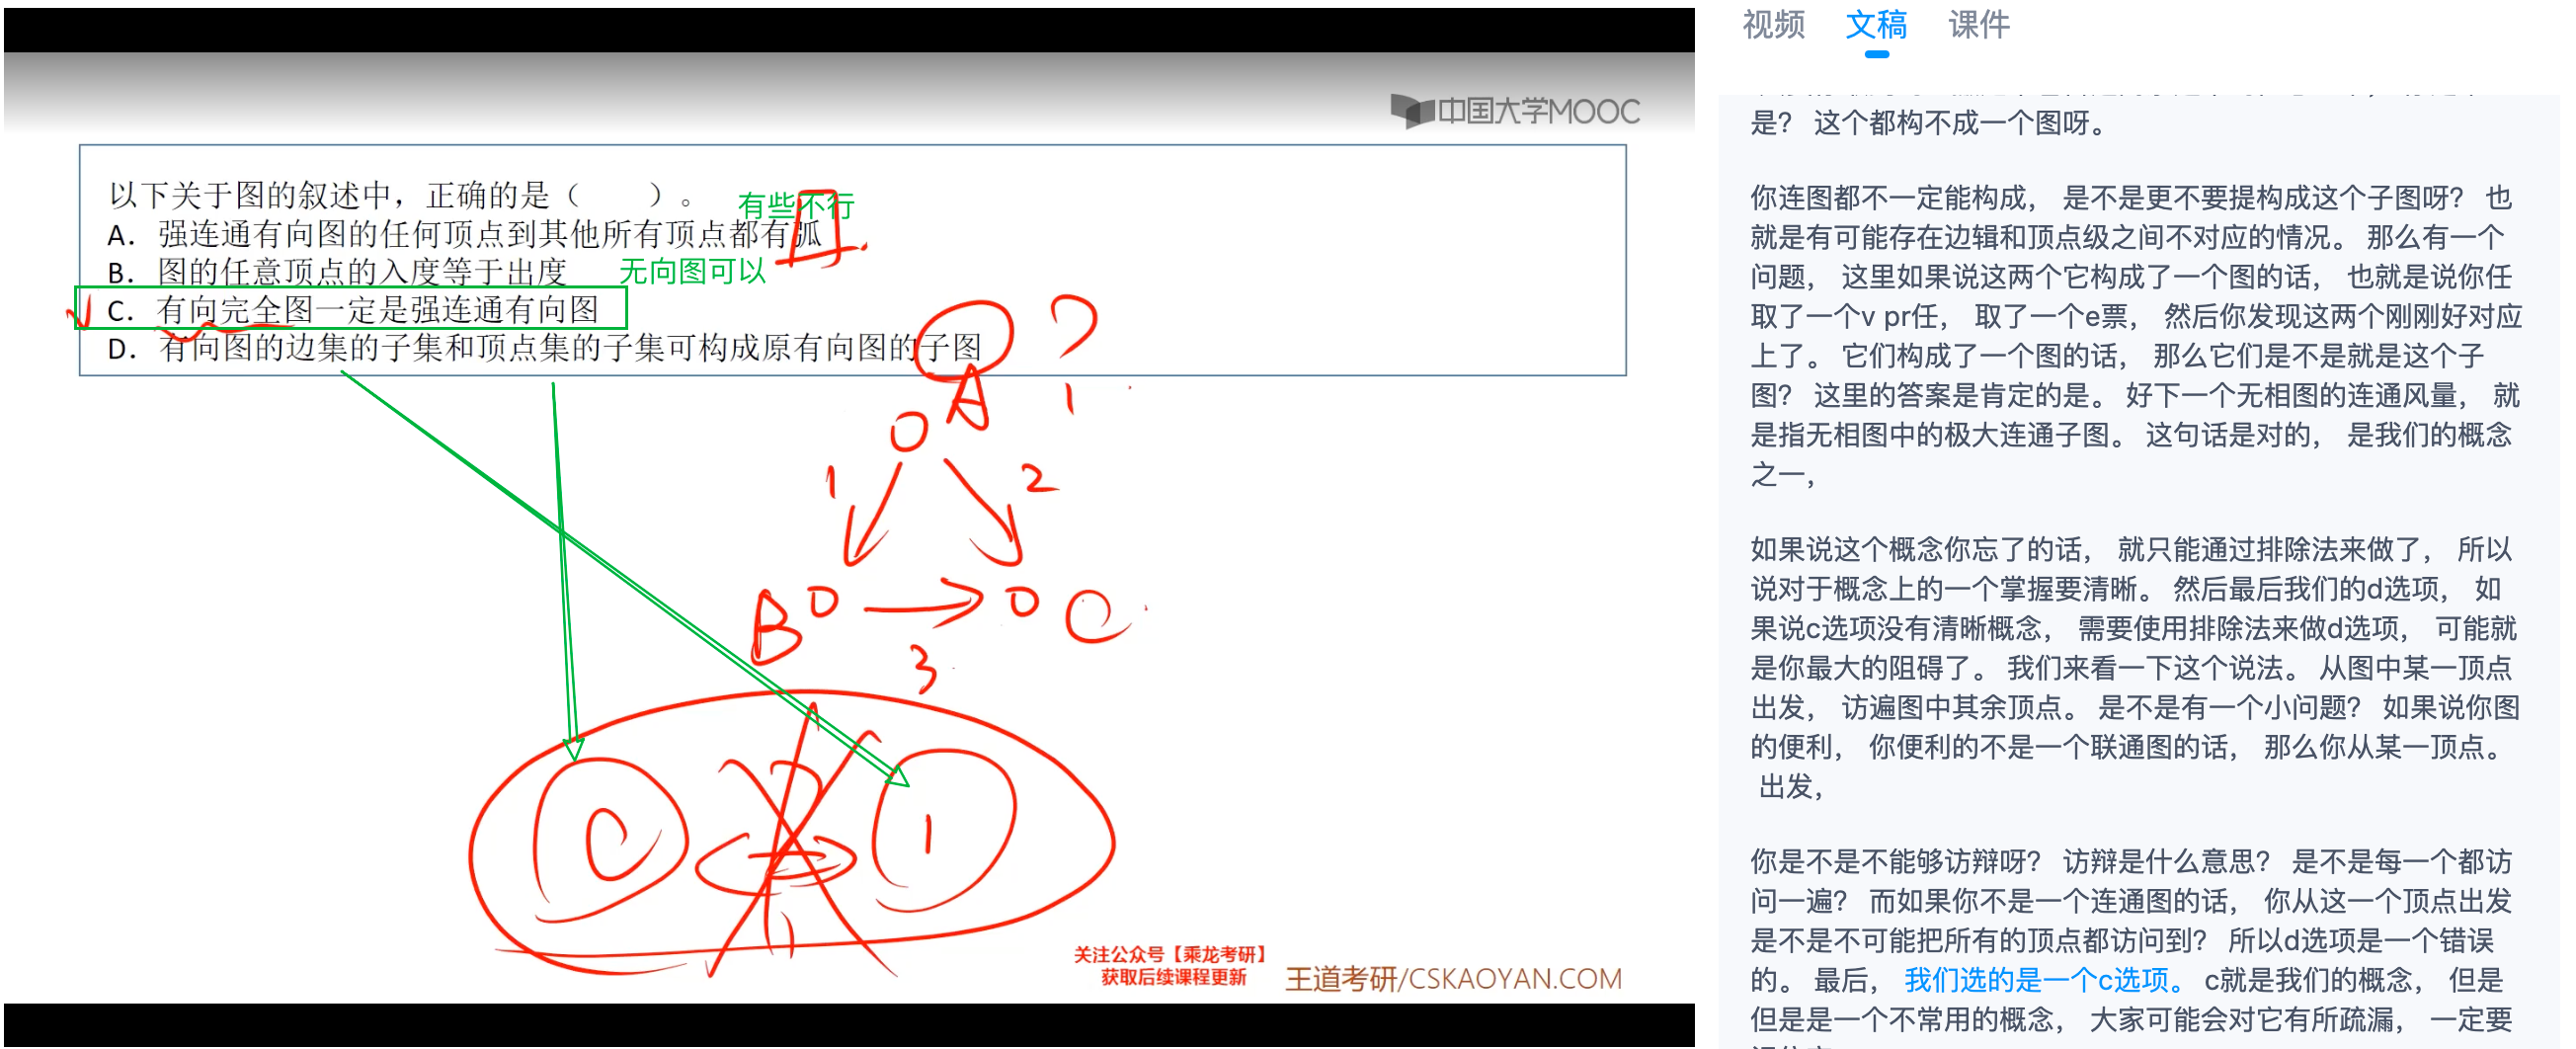 中国大学MOOC
以下关于图的叙述中，正确的是（　　）。
有些不行
A. 强连通有向图的任何顶点到其他所有顶点都有弧
B. 图的任意顶点的入度等于出度
无向图可以
C. 有向完全图一定是强连通有向图
D. 有向图的边集的子集和顶点集的子集可构成原有向图的子图
A
1
1
2
B
C
3
0
1
关注公众号【乘龙考研】
获取后续课程更新
王道考研/CSKAOYAN.COM
视频 文稿 课件
是？ 这个都构不成一个图呀。
你连图都不一定能构成， 是不是更不要提构成这个子图呀？ 也
就是有可能存在边辑和顶点级之间不对应的情况。 那么有一个
问题， 这里如果说这两个它构成了一个图的话， 也就是说你任
取了一个v pr任， 取了一个e票， 然后你发现这两个刚刚好对应
上了。 它们构成了一个图的话， 那么它们是不是就是这个子
图？ 这里的答案是肯定的是。 好下一个无相图的连通风量， 就
是指无相图中的极大连通子图。 这句话是对的， 是我们的概念
之一，
如果说这个概念你忘了的话， 就只能通过排除法来做了， 所以
说对于概念上的一个掌握要清晰。 然后最后我们的d选项， 如
果说c选项没有清晰概念， 需要使用排除法来做d选项， 可能就
是你最大的阻碍了。 我们来看一下这个说法。 从图中某一顶点
出发， 访遍图中其余顶点。 是不是有一个小问题？ 如果说你图
的便利， 你便利的不是一个联通图的话， 那么你从某一顶点。
出发，
你是不是不能够访辩呀？ 访辩是什么意思？ 是不是每一个都访
问一遍？ 而如果你不是一个连通图的话， 你从这一个顶点出发
是不是不可能把所有的顶点都访问到？ 所以d选项是一个错误
的。 最后， 我们选的是一个c选项。 c就是我们的概念， 但是
但是是一个不常用的概念， 大家可能会对它有所疏漏， 一定要